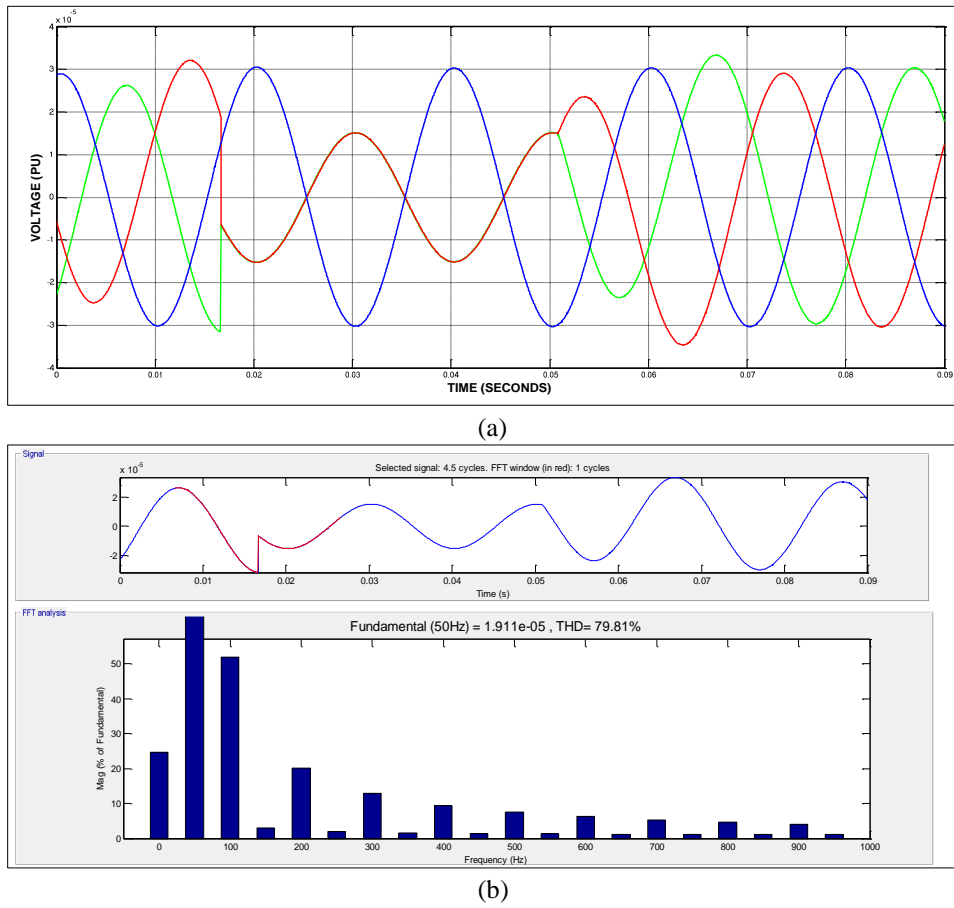 x 10 -5
4
3
2
1
0
-1
-2
-3
-4
VOLTAGE (PU)
0 0.01 0.02 0.03 0.04 0.05 0.06 0.07 0.08 0.09
TIME (SECONDS)
(a)
Signal
x 10 -5
Selected signal: 4.5 cycles. FFT window (in red): 1 cycles
2
0
-2
0 0.01 0.02 0.03 0.04 0.05 0.06 0.07 0.08 0.09
Time (s)
FFT analysis
Fundamental (50Hz) = 1.911e-05 , THD= 79.81%
50
40
30
20
10
0
Mag (% of Fundamental)
0 100 200 300 400 500 600 700 800 900 1000
Frequency (Hz)
(b)